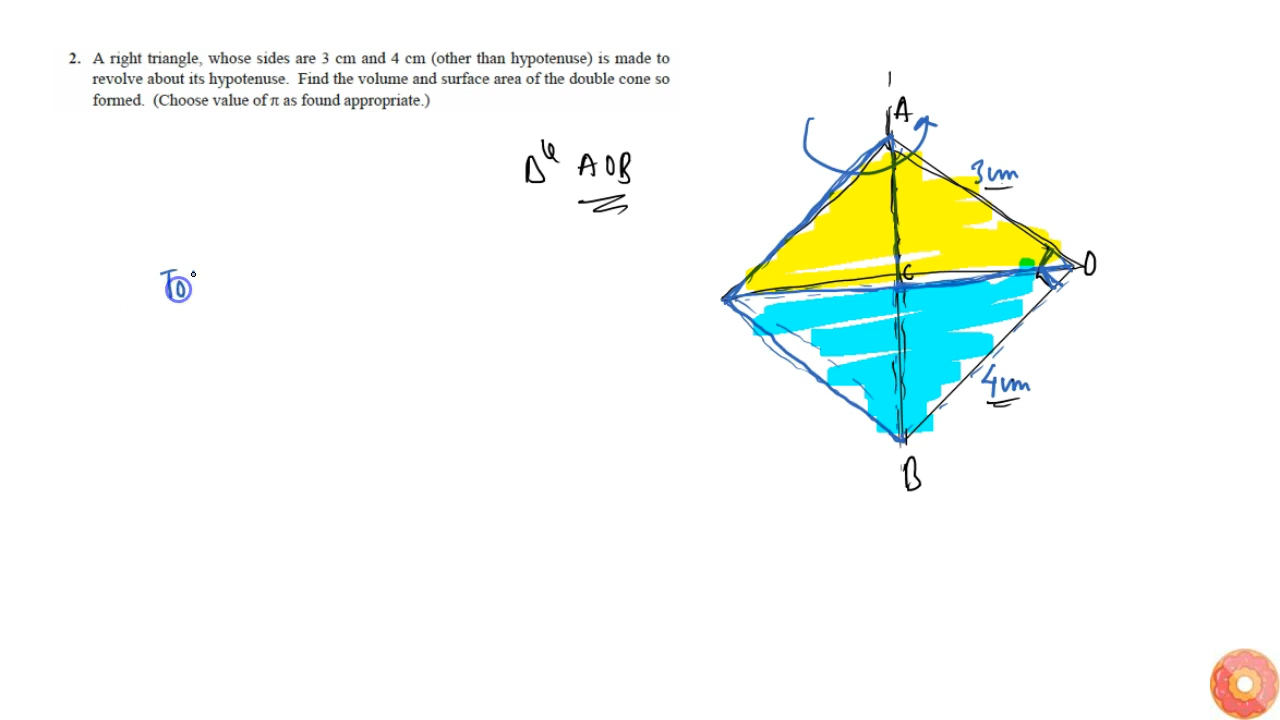 2. A right triangle, whose sides are 3 cm and 4 cm (other than hypotenuse) is made to
revolve about its hypotenuse. Find the volume and surface area of the double cone so
formed. (Choose value of π as found appropriate.)
A
Δle AOB
3cm
C
O
To
4cm
B